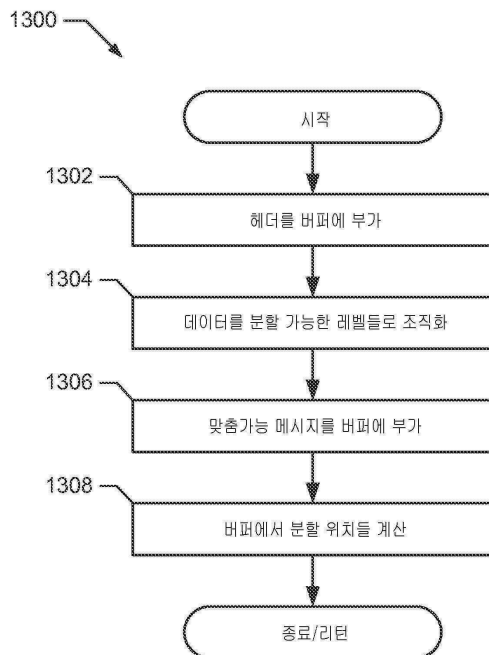 1300
시작
1302
헤더를 버퍼에 부가
1304
데이터를 분할 가능한 레벨들로 조직화
1306
맞춤가능 메시지를 버퍼에 부가
1308
버퍼에서 분할 위치들 계산
종료/리턴